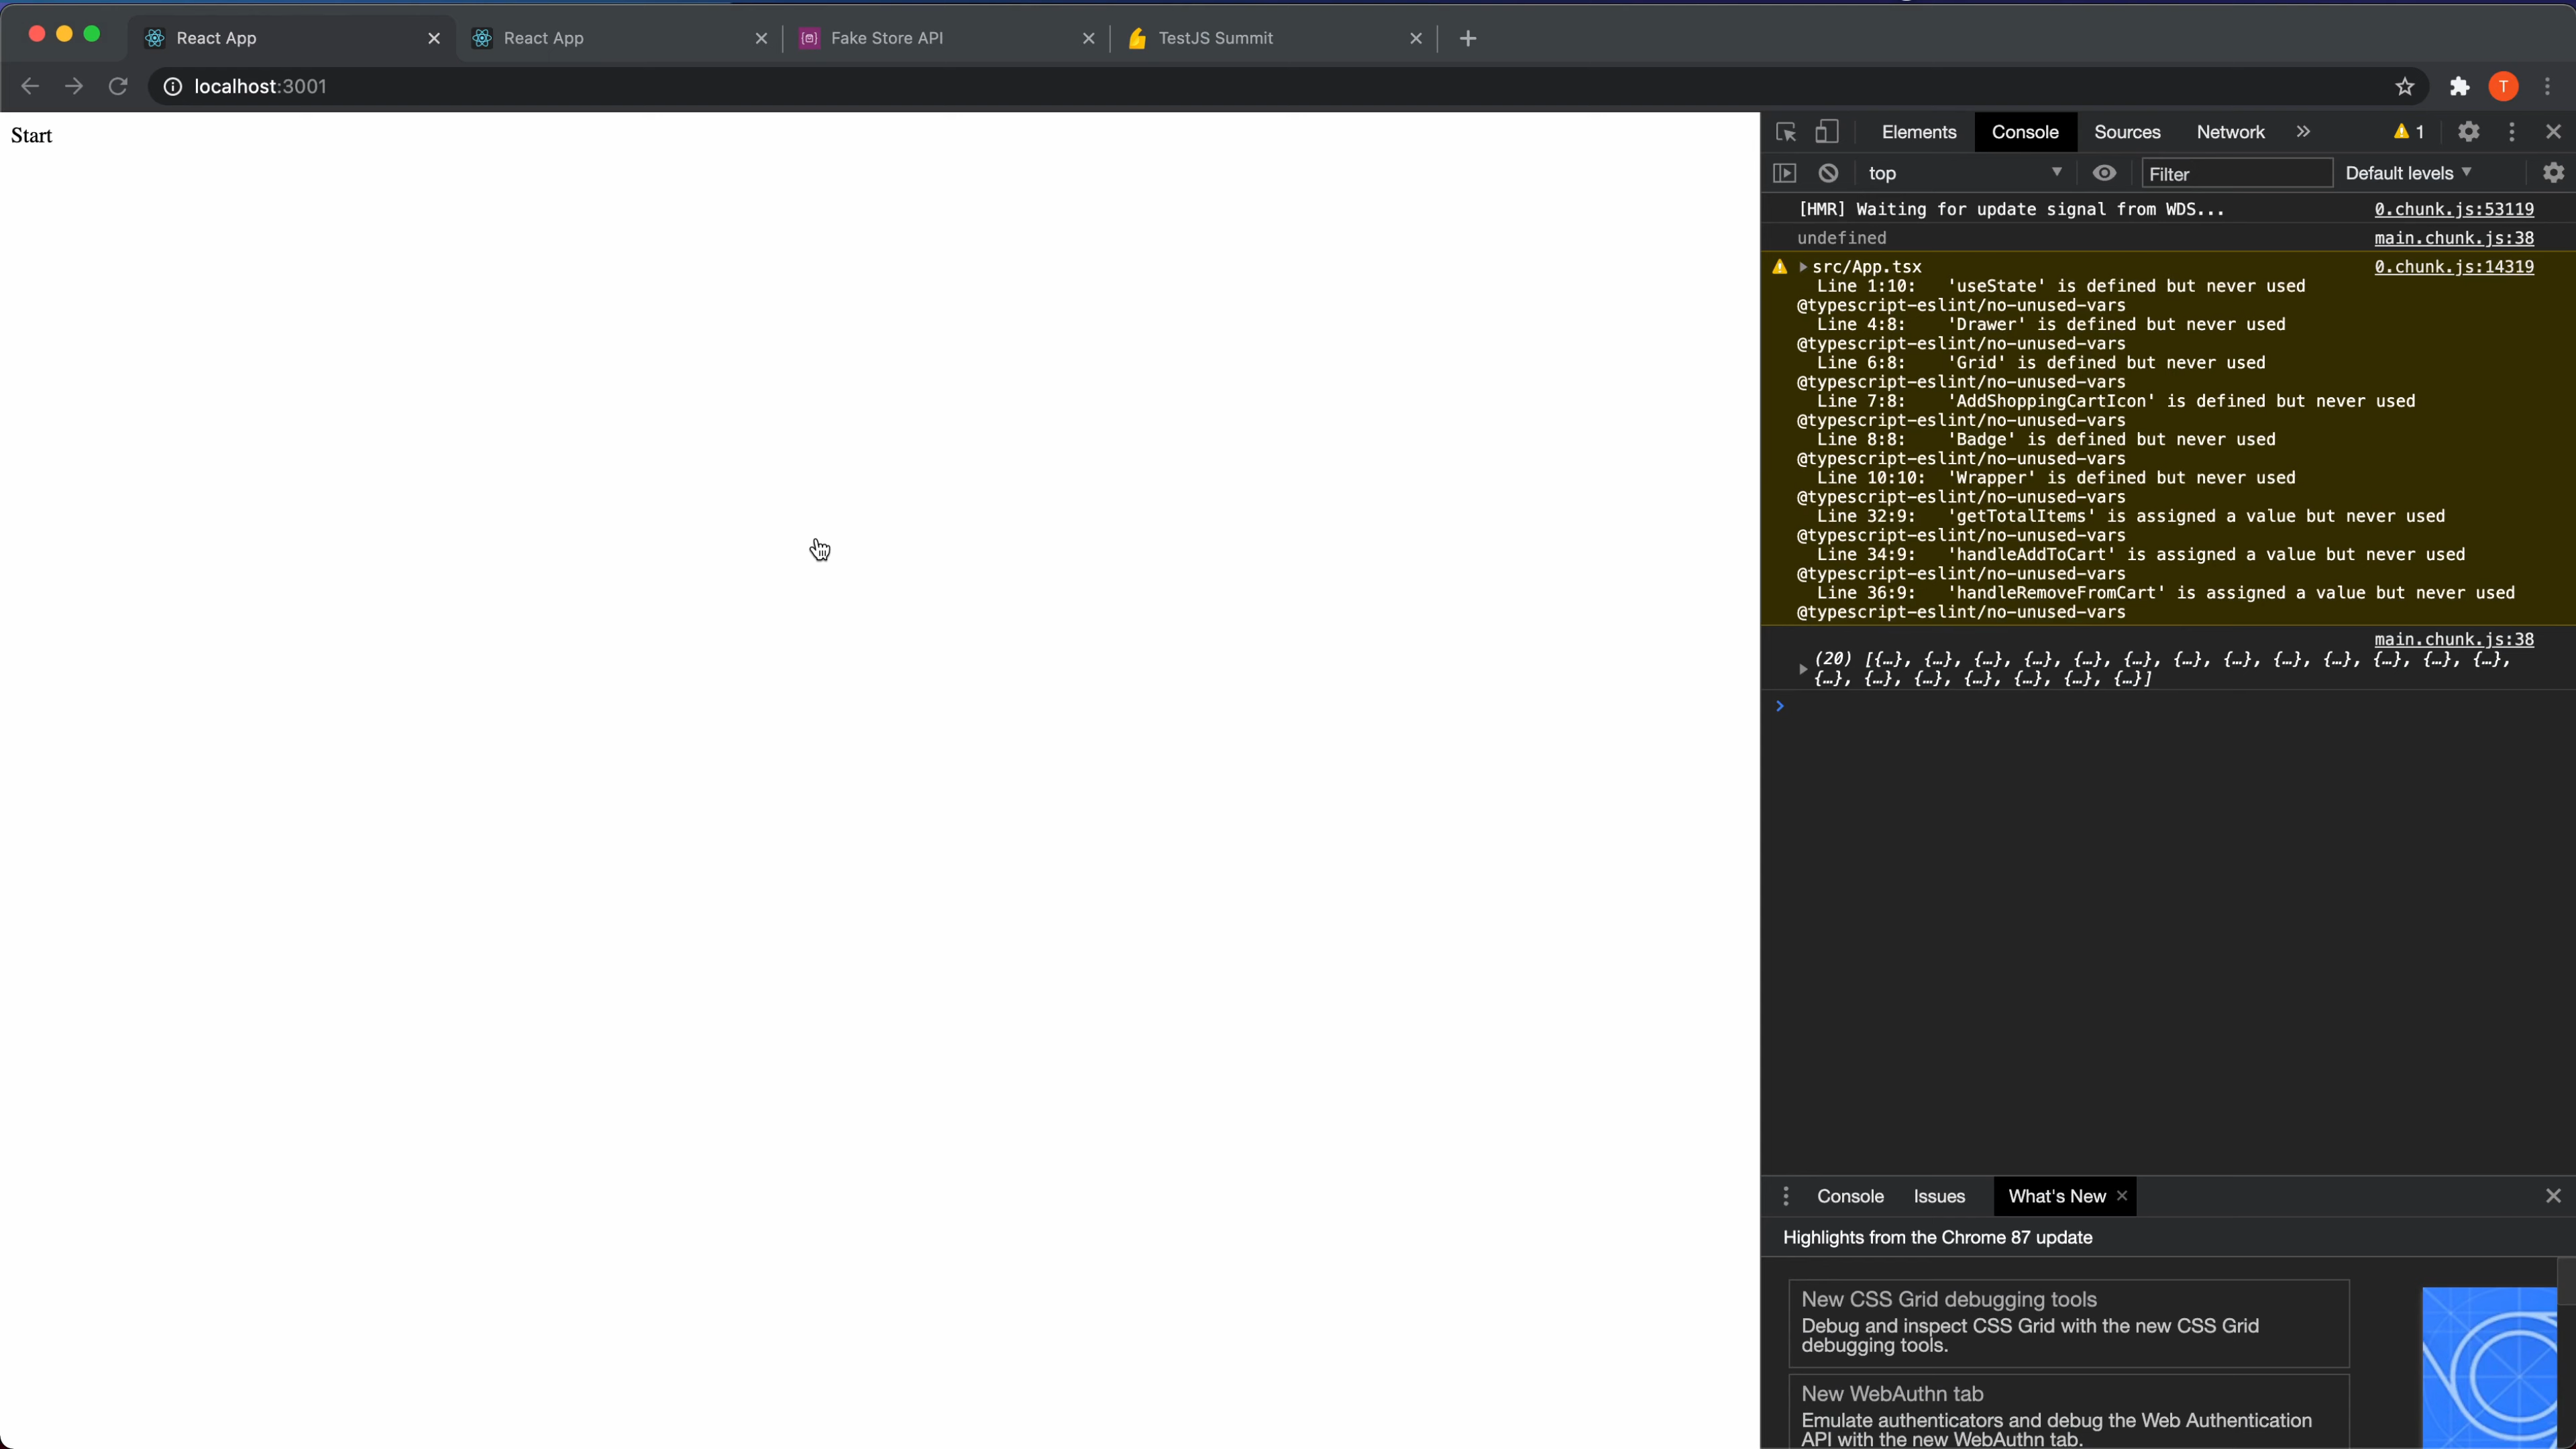 React App
React App
Fake Store API
TestJS Summit
localhost:3001
T
Start
Elements Console Sources Network 1
top Filter Default levels
[HMR] Waiting for update signal from WDS... 0.chunk.js:53119
undefined main.chunk.js:38
src/App.tsx 0.chunk.js:14319
Line 1:10: 'useState' is defined but never used
@typescript-eslint/no-unused-vars
Line 4:8: 'Drawer' is defined but never used
@typescript-eslint/no-unused-vars
Line 6:8: 'Grid' is defined but never used
@typescript-eslint/no-unused-vars
Line 7:8: 'AddShoppingCartIcon' is defined but never used
@typescript-eslint/no-unused-vars
Line 8:8: 'Badge' is defined but never used
@typescript-eslint/no-unused-vars
Line 10:10: 'Wrapper' is defined but never used
@typescript-eslint/no-unused-vars
Line 32:9: 'getTotalItems' is assigned a value but never used
@typescript-eslint/no-unused-vars
Line 34:9: 'handleAddToCart' is assigned a value but never used
@typescript-eslint/no-unused-vars
Line 36:9: 'handleRemoveFromCart' is assigned a value but never used
@typescript-eslint/no-unused-vars
main.chunk.js:38
(20) [{…}, {…}, {…}, {…}, {…}, {…}, {…}, {…}, {…}, {…}, {…}, {…}, {…},
{…}, {…}, {…}, {…}, {…}, {…}, {…}]
Console Issues What's New
Highlights from the Chrome 87 update
New CSS Grid debugging tools
Debug and inspect CSS Grid with the new CSS Grid
debugging tools.
New WebAuthn tab
Emulate authenticators and debug the Web Authentication
API with the new WebAuthn tab.